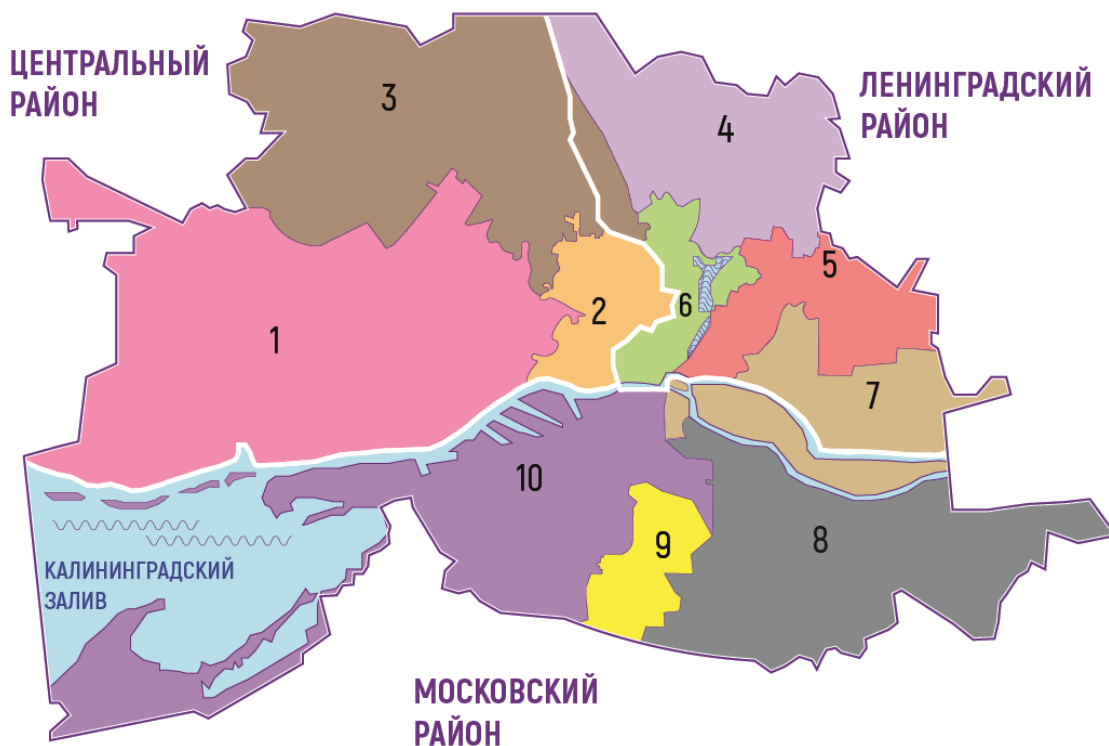 ЦЕНТРАЛЬНЫЙ
РАЙОН
ЛЕНИНГРАДСКИЙ
РАЙОН
3
4
5
6
2
1
7
10
9
8
КАЛИНИНГРАДСКИЙ
ЗАЛИВ
МОСКОВСКИЙ
РАЙОН